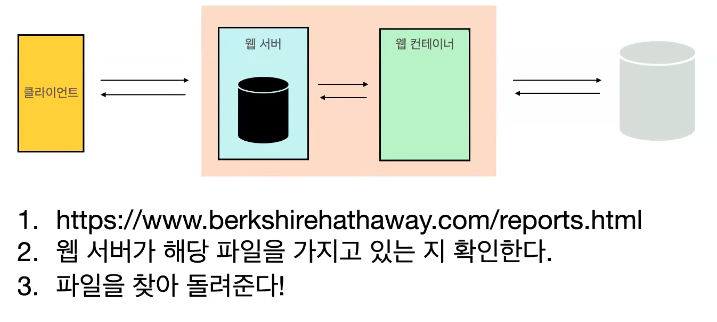 클라이언트
웹 서버
웹 컨테이너
1. https://www.berkshirehathaway.com/reports.html
2. 웹 서버가 해당 파일을 가지고 있는 지 확인한다.
3. 파일을 찾아 돌려준다!